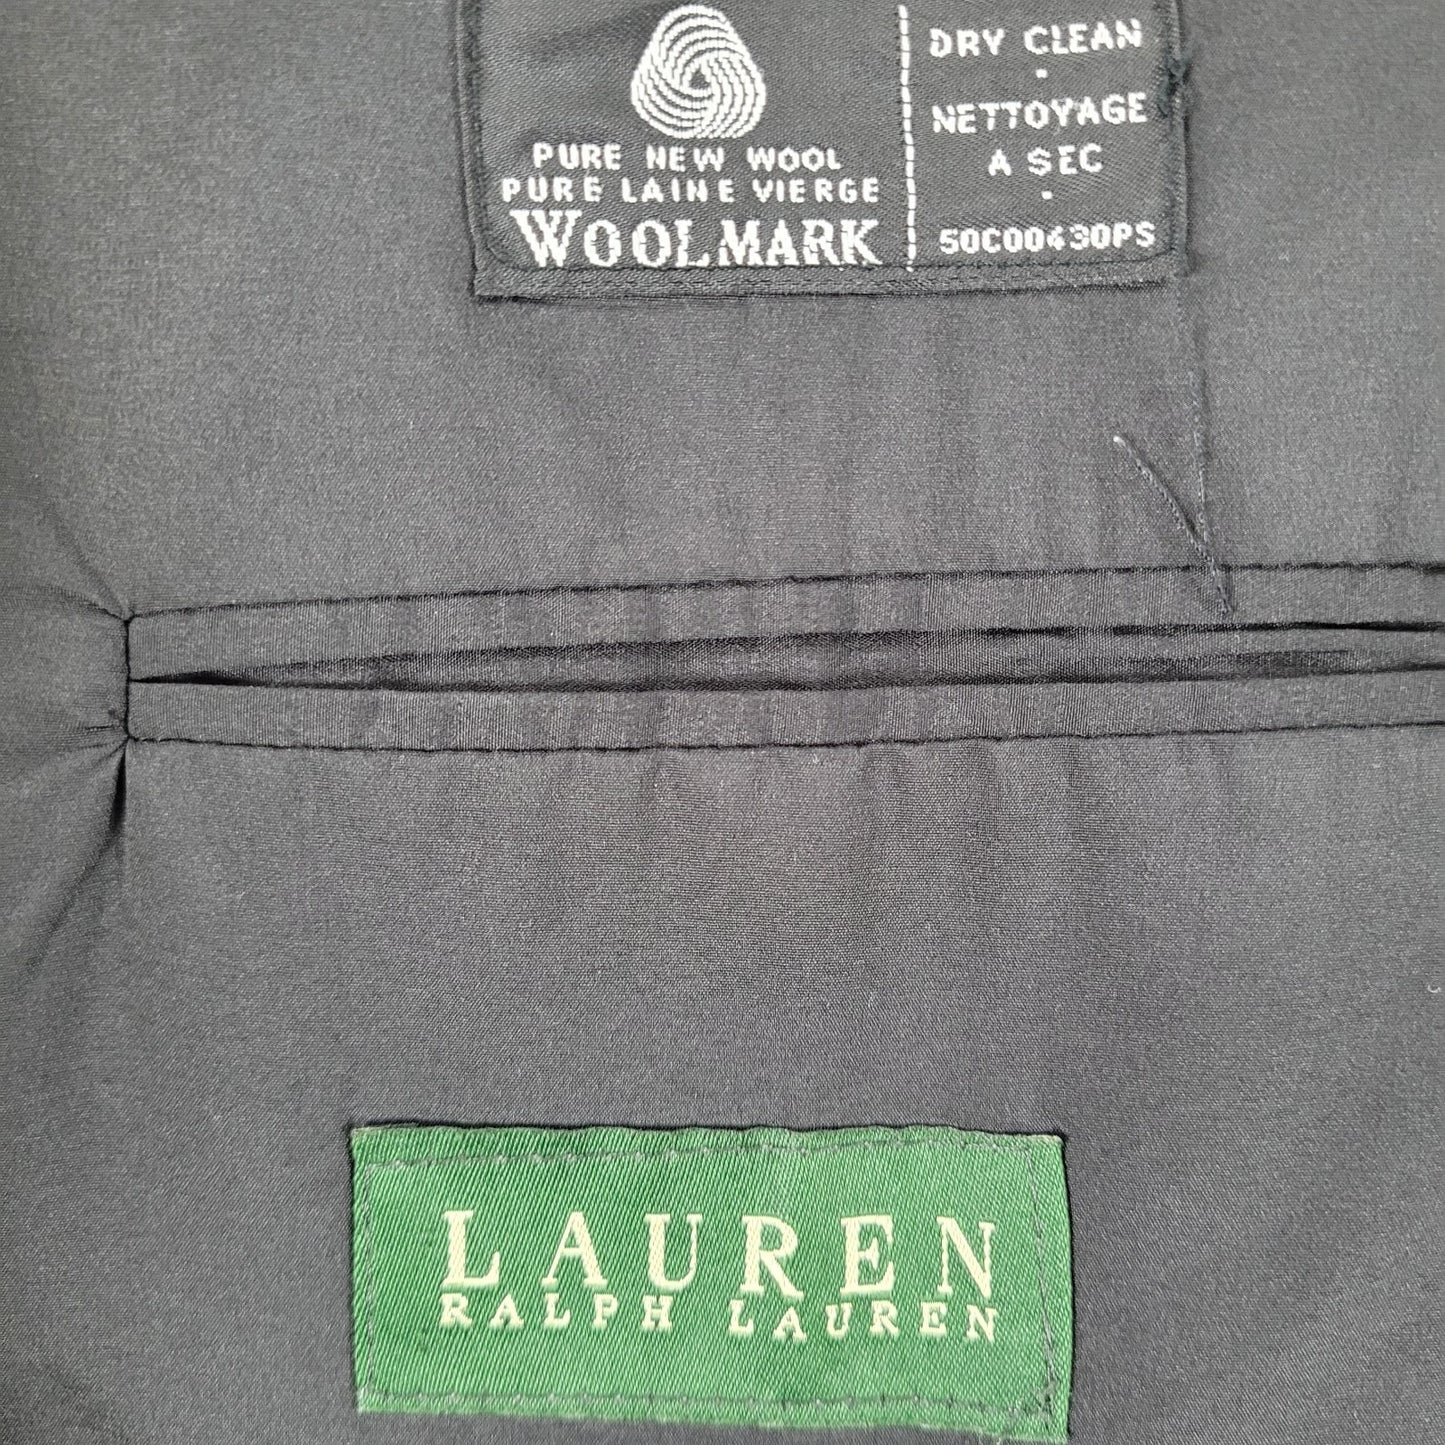 PURE NEW WOOL
PURE LAINE VIERGE
WOOLMARK
DRY CLEAN
·
NETTOYAGE
A SEC
·
50C00430PS
LAUREN
RALPH LAUREN